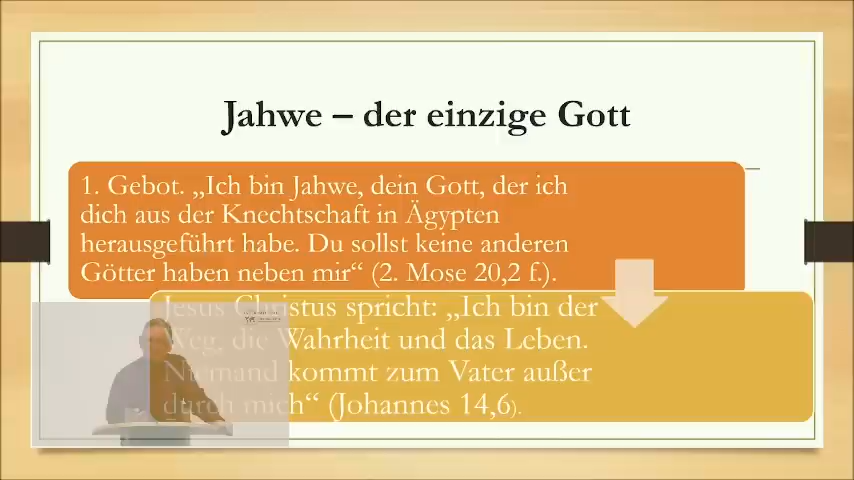 Jahwe – der einzige Gott
1. Gebot. „Ich bin Jahwe, dein Gott, der ich
dich aus der Knechtschaft in Ägypten
herausgeführt habe. Du sollst keine anderen
Götter haben neben mir“ (2. Mose 20,2 f.).
Jesus Christus spricht: „Ich bin der
Weg, die Wahrheit und das Leben.
Niemand kommt zum Vater außer
durch mich“ (Johannes 14,6).